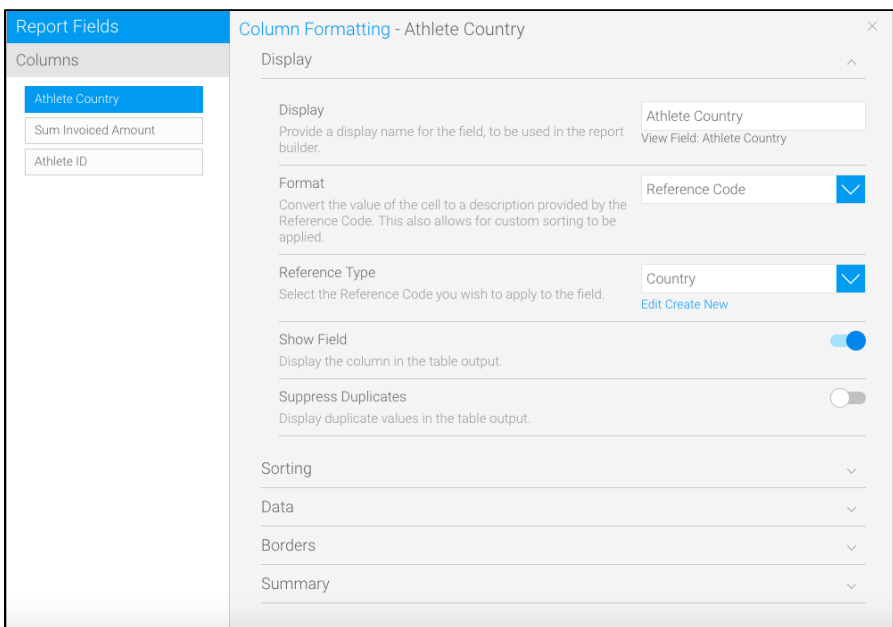 Report Fields
Columns
Athlete Country
Sum Invoiced Amount
Athlete ID
Column Formatting - Athlete Country
Display
Display
Provide a display name for the field, to be used in the report
builder.
Athlete Country
View Field: Athlete Country
Format
Convert the value of the cell to a description provided by the
Reference Code. This also allows for custom sorting to be
applied.
Reference Code
Reference Type
Select the Reference Code you wish to apply to the field.
Country
Edit Create New
Show Field
Display the column in the table output.
Suppress Duplicates
Display duplicate values in the table output.
Sorting
Data
Borders
Summary